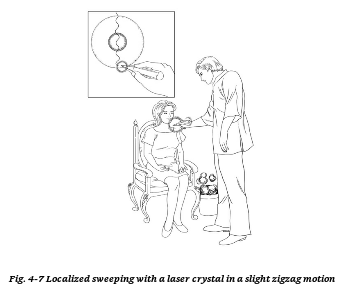 Fig. 4-7 Localized sweeping with a laser crystal in a slight zigzag motion